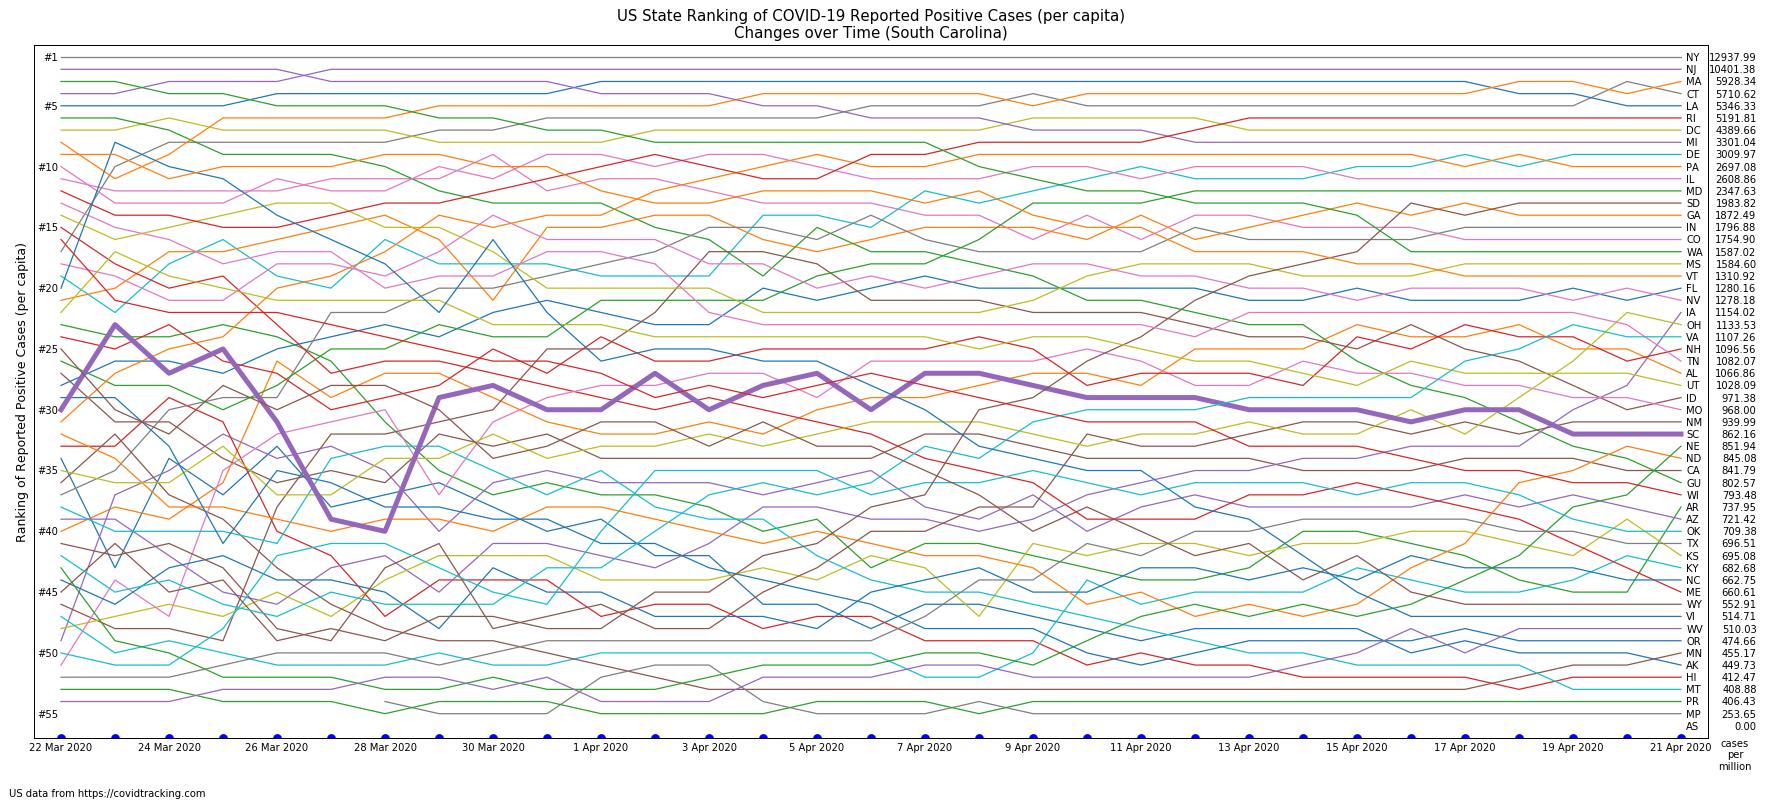 US State Ranking of COVID-19 Reported Positive Cases (per capita)
Changes over Time (South Carolina)
Ranking of Reported Positive Cases (per capita)
#1
#5
#10
#15
#20
#25
#30
#35
#40
#45
#50
#55
NY 12937.99
NJ 10401.38
MA 5928.34
CT 5710.62
LA 5346.33
RI 5191.81
DC 4389.66
MI 3301.04
DE 3009.97
PA 2697.08
IL 2608.86
MD 2347.63
SD 1983.82
GA 1872.49
IN 1796.88
CO 1754.90
WA 1587.02
MS 1584.60
VT 1310.92
FL 1280.16
NV 1278.18
IA 1154.02
OH 1133.53
VA 1107.26
NH 1096.56
TN 1082.07
AL 1066.86
UT 1028.09
ID 971.38
MO 968.00
NM 939.99
SC 862.16
NE 851.94
ND 845.08
CA 841.79
GU 802.57
WI 793.48
AR 737.95
AZ 721.42
OK 709.38
TX 696.51
KS 695.08
KY 682.68
NC 662.75
ME 660.61
WY 552.91
VI 514.71
WV 510.03
OR 474.66
MN 455.17
AK 449.73
HI 412.47
MT 408.88
PR 406.43
MP 253.65
AS 0.00
22 Mar 2020 24 Mar 2020 26 Mar 2020 28 Mar 2020 30 Mar 2020 1 Apr 2020 3 Apr 2020 5 Apr 2020 7 Apr 2020 9 Apr 2020 11 Apr 2020 13 Apr 2020 15 Apr 2020 17 Apr 2020 19 Apr 2020 21 Apr 2020
cases
per
million
US data from https://covidtracking.com